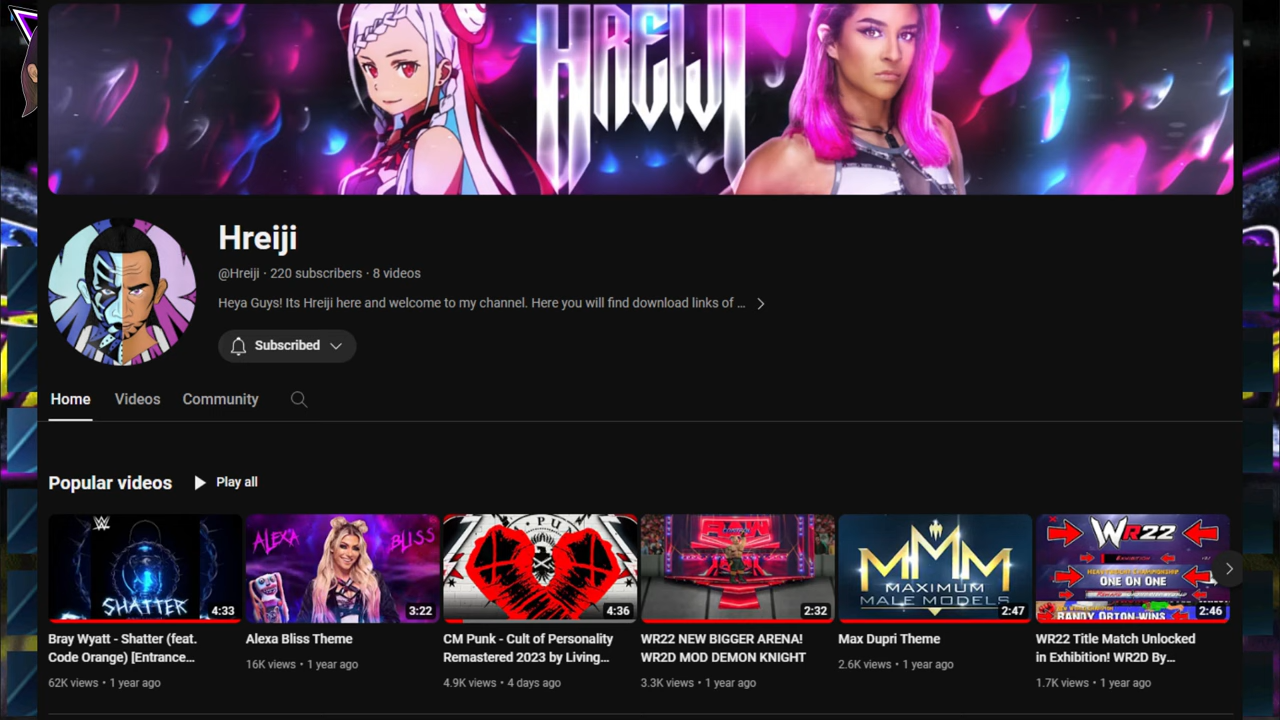 HREIJI
Hreiji
@Hreiji · 220 subscribers · 8 videos
Heya Guys! Its Hreiji here and welcome to my channel. Here you will find download links of ...
Subscribed
Home Videos Community
Popular videos Play all
W
SHATTER
4:33
Bray Wyatt - Shatter (feat.
Code Orange) [Entrance...
62K views • 1 year ago
ALEXA BLISS
3:22
Alexa Bliss Theme
16K views • 1 year ago
PU
4:36
CM Punk - Cult of Personality
Remastered 2023 by Living...
4.9K views • 4 days ago
RAW
2:32
WR22 NEW BIGGER ARENA!
WR2D MOD DEMON KNIGHT
3.3K views • 1 year ago
MMM
MAXIMUM
MALE MODELS
2:47
Max Dupri Theme
2.6K views • 1 year ago
WR22
EXHIBITION
ONE ON ONE
RANDY ORTON WINS
2:46
WR22 Title Match Unlocked
in Exhibition! WR2D By...
1.7K views • 1 year ago